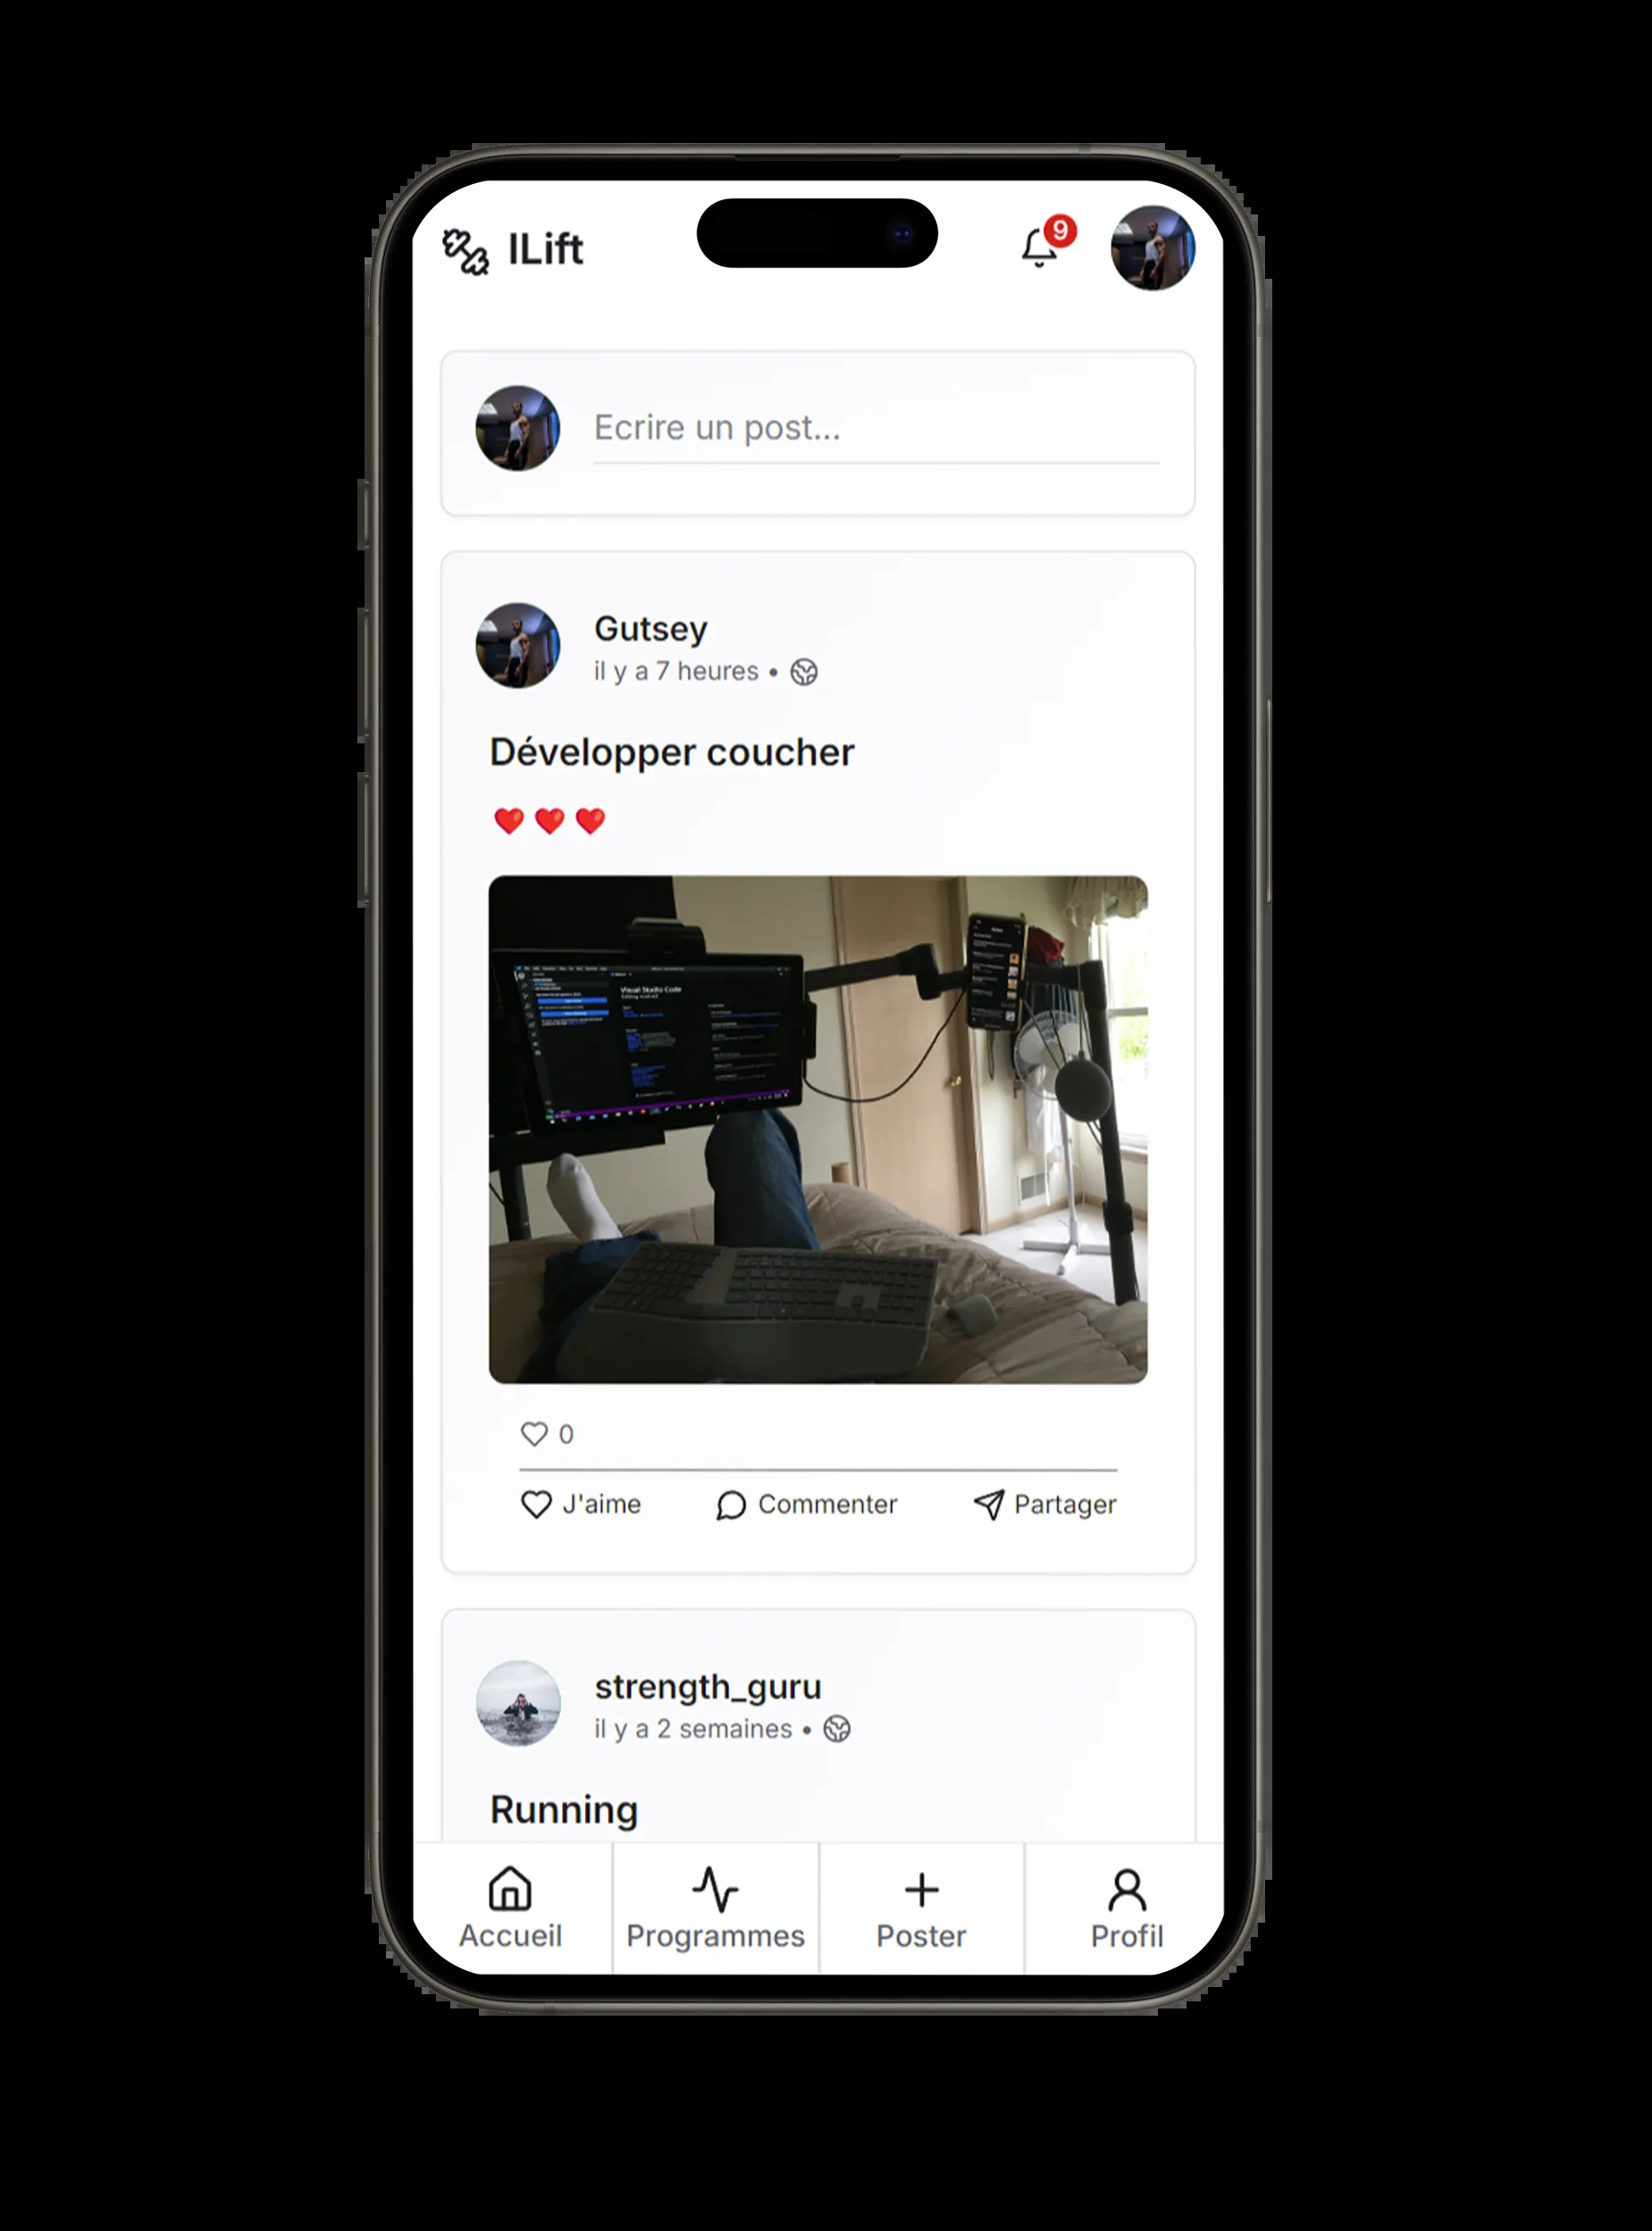 ILift
9
Ecrire un post...
Gutsey
il y a 7 heures •
Développer coucher
❤️❤️❤️
Visual Studio Code
0
J'aime
Commenter
Partager
strength_guru
il y a 2 semaines •
Running
Accueil
Programmes
Poster
Profil